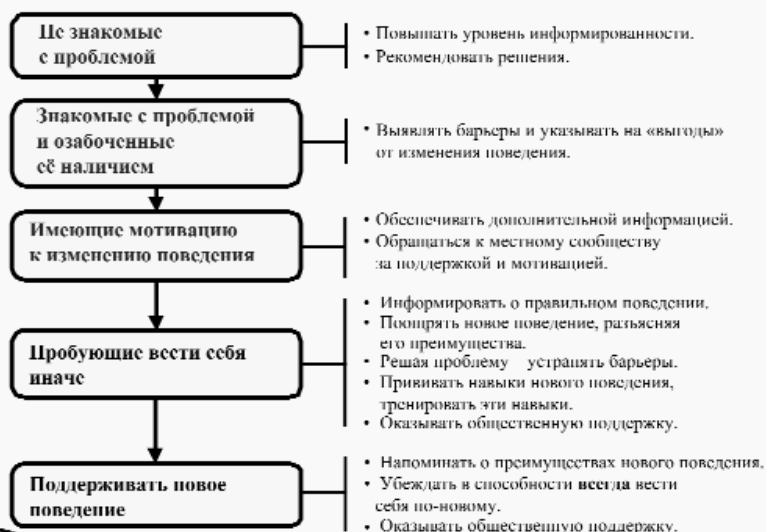 Не знакомые
с проблемой
• Повышать уровень информированности.
• Рекомендовать решения.
Знакомые с проблемой
и озабоченные
её наличием
• Выявлять барьеры и указывать на «выгоды»
от изменения поведения.
Имеющие мотивацию
к изменению поведения
• Обеспечивать дополнительной информацией.
• Обращаться к местному сообществу
за поддержкой и мотивацией.
Пробующие вести себя
иначе
• Информировать о правильном поведении.
• Поощрять новое поведение, разъясняя
его преимущества.
• Решая проблему устранять барьеры.
• Прививать навыки нового поведения,
тренировать эти навыки.
• Оказывать общественную поддержку.
Поддерживать новое
поведение
• Напоминать о преимуществах нового поведения.
• Убеждать в способности всегда вести
себя по-новому.
• Оказывать общественную поддержку.